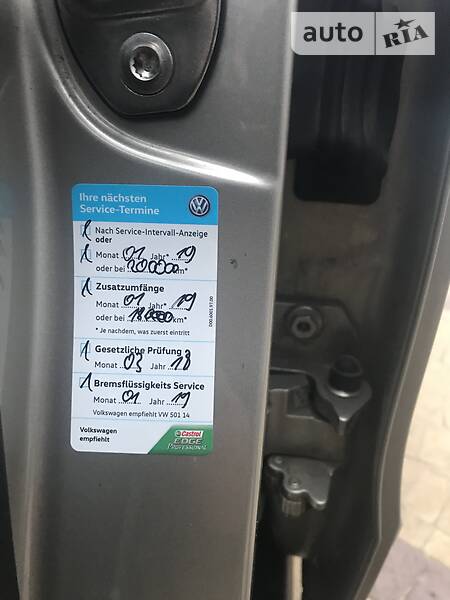 auto RIA
Ihre nächsten
Service-Termine
Nach Service-Intervall-Anzeige
oder
Monat 01 Jahr* 19
oder bei km*
Zusatzumfänge
Monat 01 Jahr* 19
oder bei km*
* Je nachdem, was zuerst eintritt
Gesetzliche Prüfung
Monat 03 Jahr 18
Bremsflüssigkeits Service
Monat 01 Jahr 19
Volkswagen empfiehlt VW 501 14
Volkswagen
empfiehlt
Castrol
EDGE
PROFESSIONAL